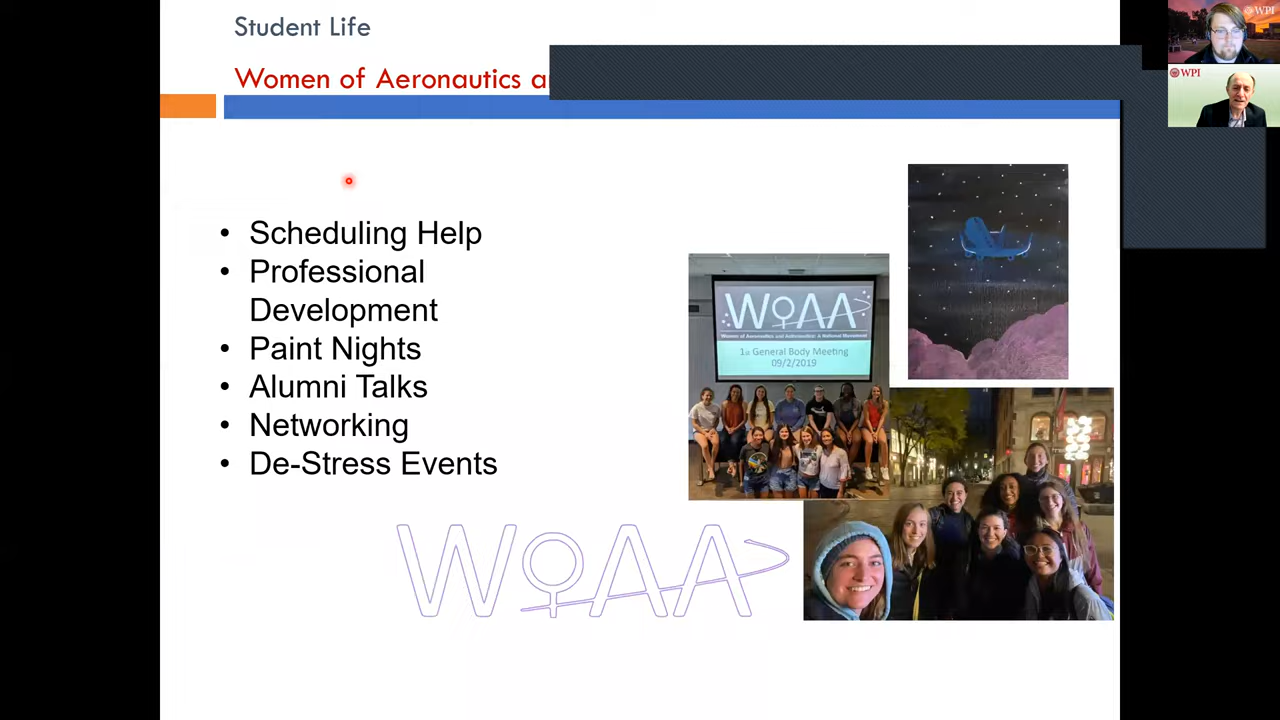 Student Life
Women of Aeronautics a
WPI
WPI
• Scheduling Help
• Professional
Development
• Paint Nights
• Alumni Talks
• Networking
• De-Stress Events
WoAA
Women of Aeronautics and Astronautics: A National Movement
1st General Body Meeting
09/2/2019
WoAA